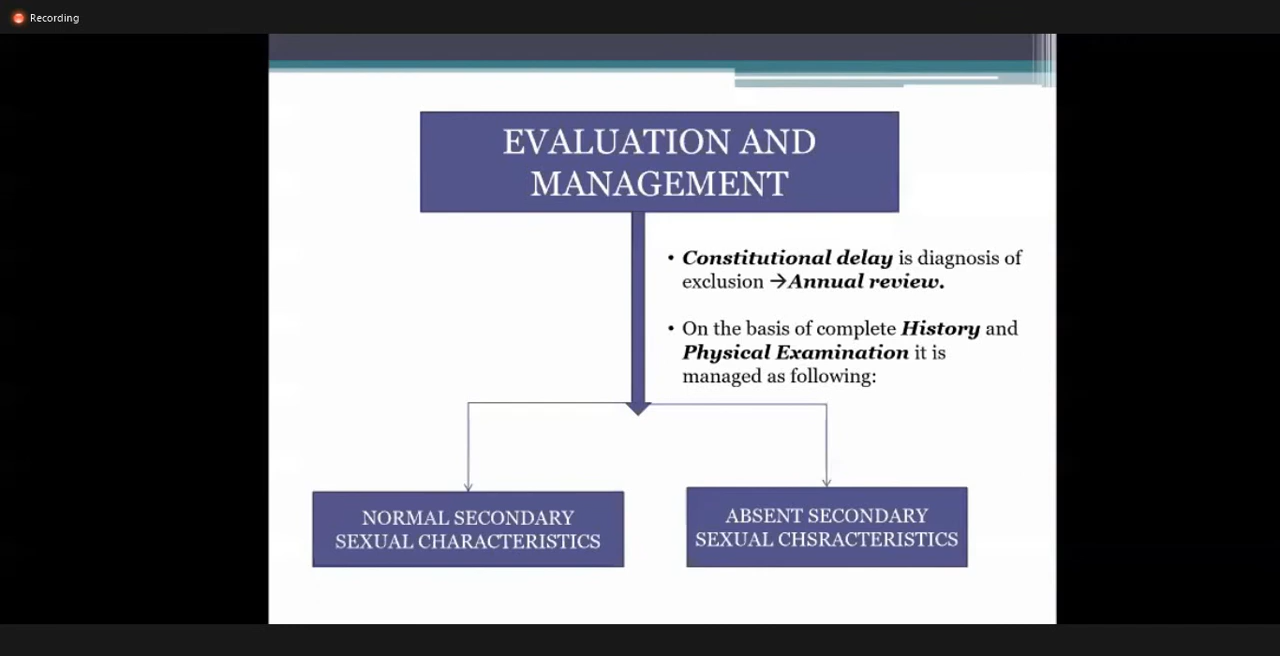 Recording
EVALUATION AND
MANAGEMENT
• Constitutional delay is diagnosis of
exclusion →Annual review.
• On the basis of complete History and
Physical Examination it is
managed as following:
NORMAL SECONDARY
SEXUAL CHARACTERISTICS
ABSENT SECONDARY
SEXUAL CHSRACTERISTICS